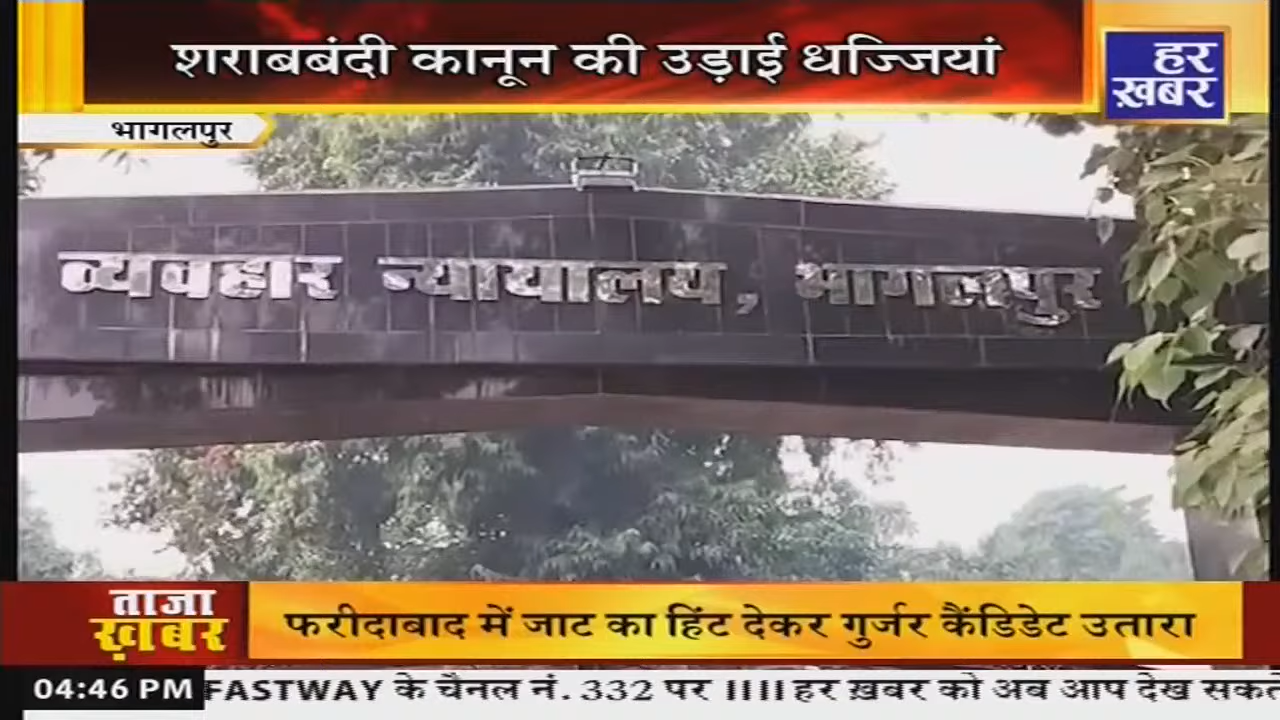 शराबबंदी कानून की उड़ाई धज्जियां
हर
ख़बर
भागलपुर
व्यवहार न्यायालय, भागलपुर
ताजा
ख़बर
फरीदाबाद में जाट का हिंट देकर गुर्जर कैंडिडेट उतारा
04:46 PM
FASTWAY के चैनल नं. 332 पर IIII हर ख़बर को अब आप देख सकते